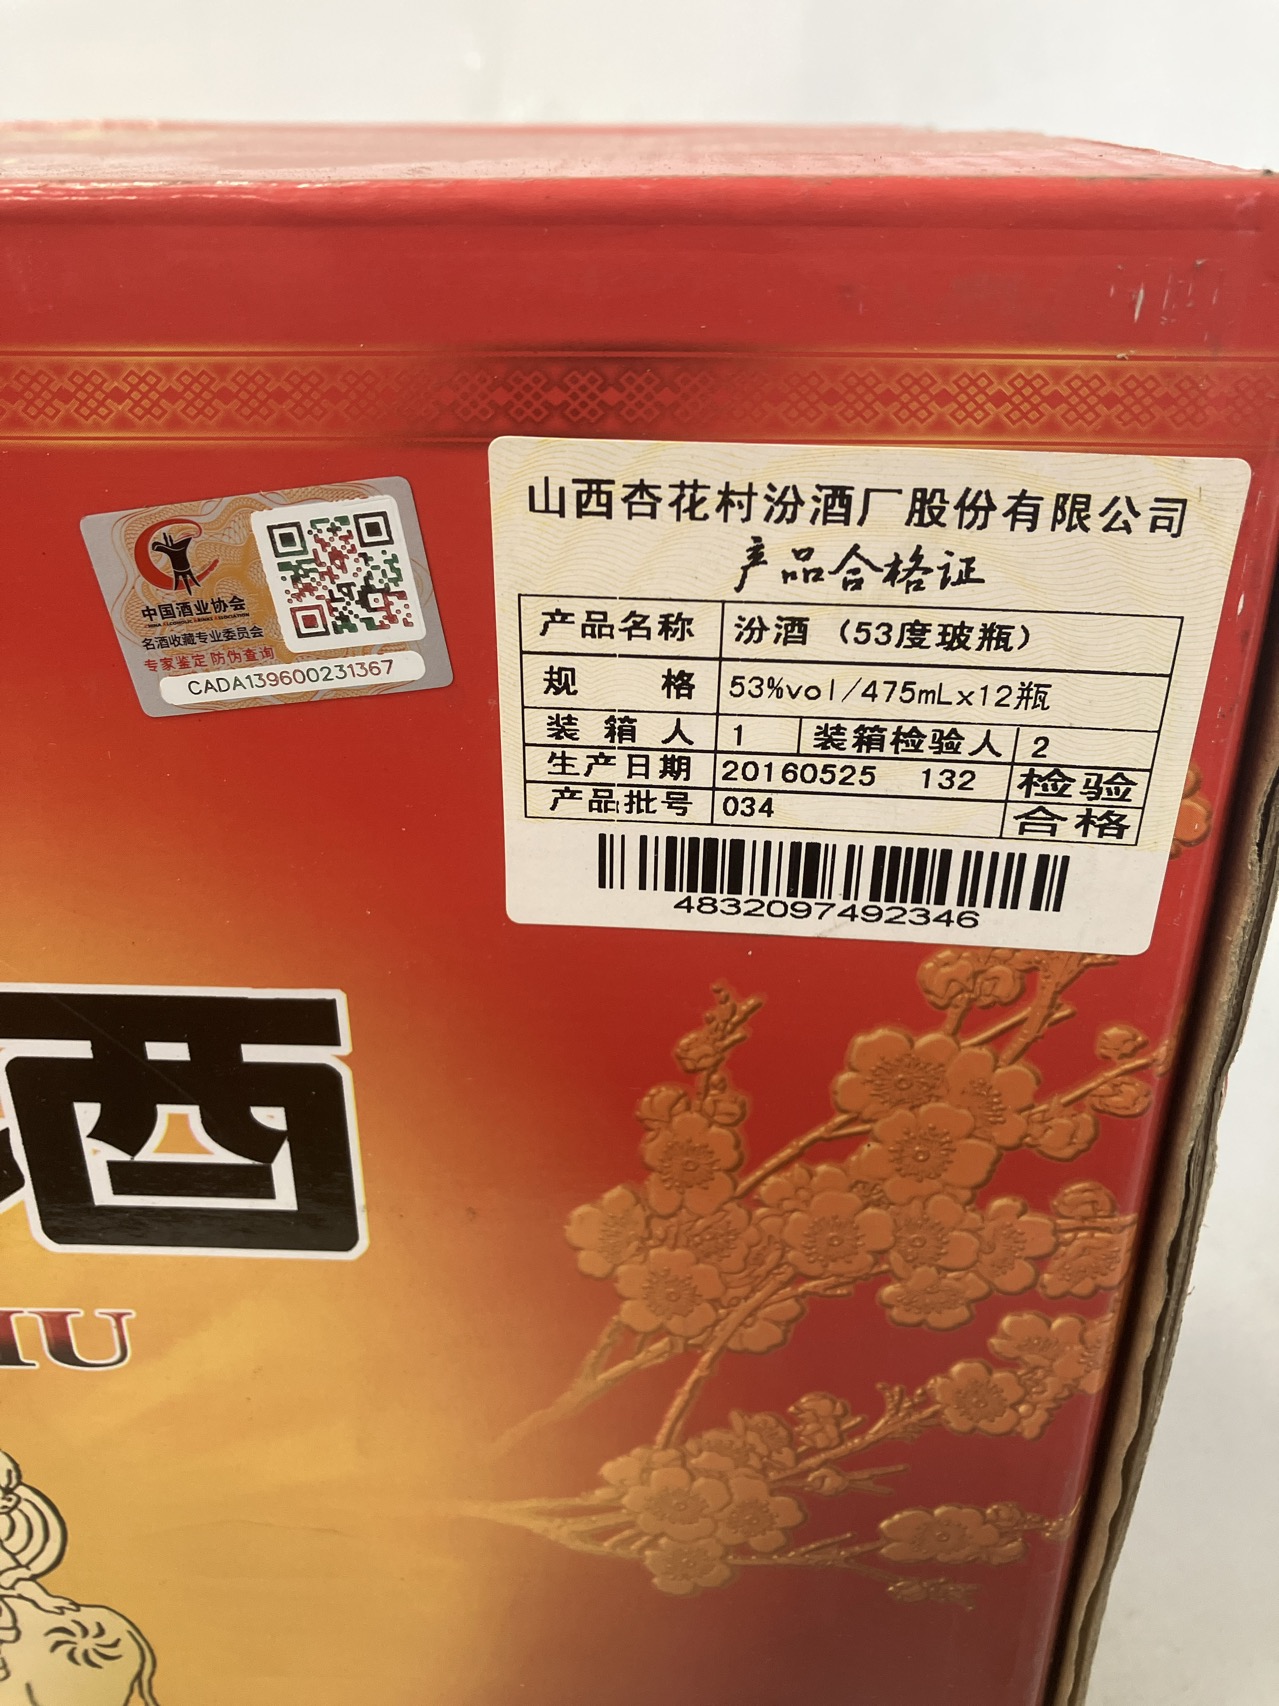 山西杏花村汾酒厂股份有限公司
产品合格证
产品名称 汾酒（53度玻瓶）
规格 53%vol/475mLx12瓶
装箱人 1 装箱检验人 2
生产日期 20160525 132 检验
产品批号 034 合格
4832097492346
中国酒业协会
CHINA ALCOHOLIC DRINKS ASSOCIATION
名酒收藏专业委员会
专家鉴定 防伪查询
CADA139600231367
酒
IU